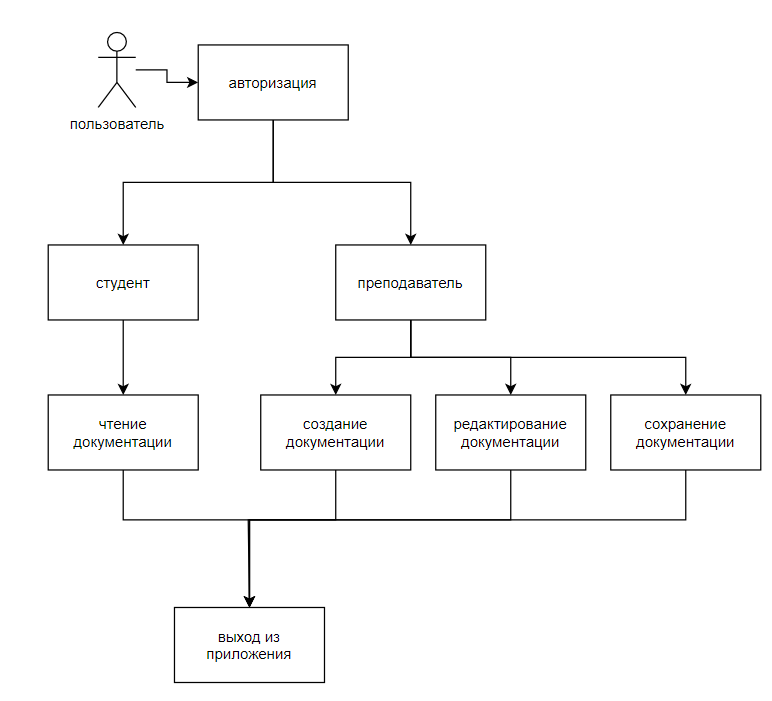 авторизация
пользователь
студент
преподаватель
чтение
документации
создание
документации
редактирование
документации
сохранение
документации
выход из
приложения